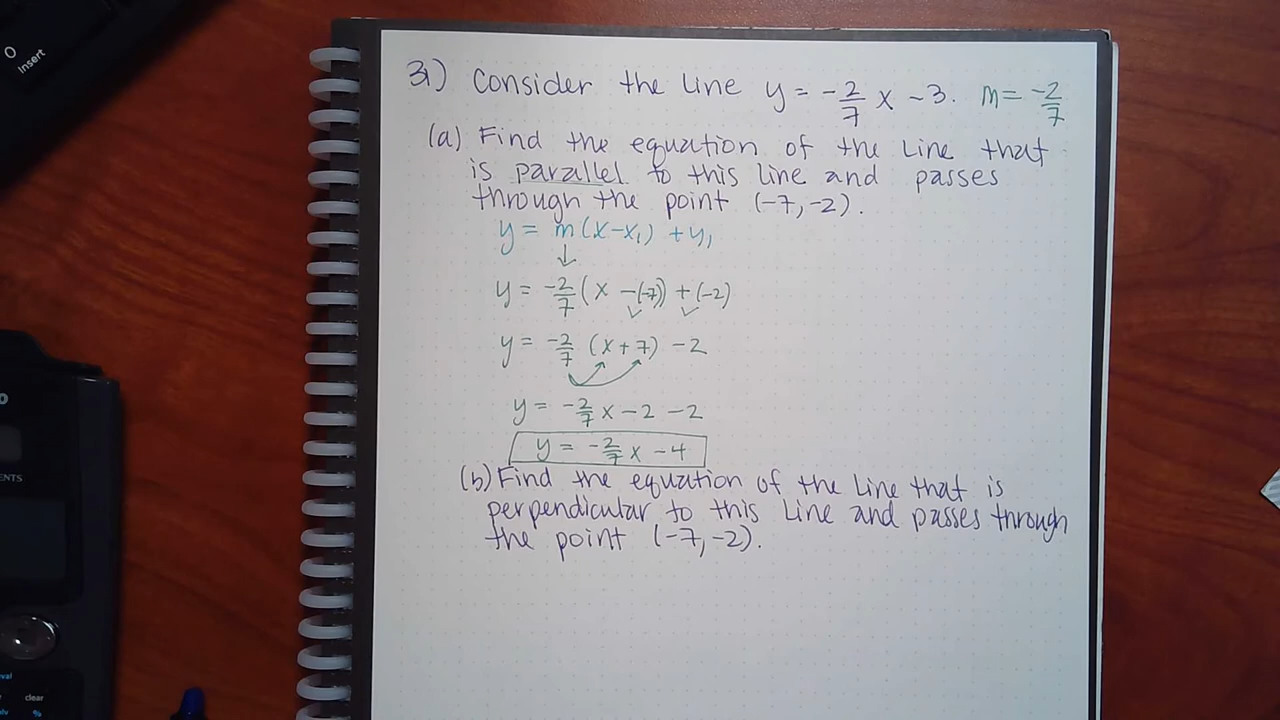 0
Insert
31) Consider the line y = -2/7 x - 3. m = -2/7
(a) Find the equation of the line that
is parallel to this line and passes
through the point (-7,-2).
y = m(x-x₁) + y₁
↓
y = -2/7 (x -(-7)) + (-2)
y = -2/7 (x+7) -2
y = -2/7 x -2 -2
y = -2/7 x -4
(b) Find the equation of the line that is
perpendicular to this line and passes through
the point (-7,-2).
clear
%